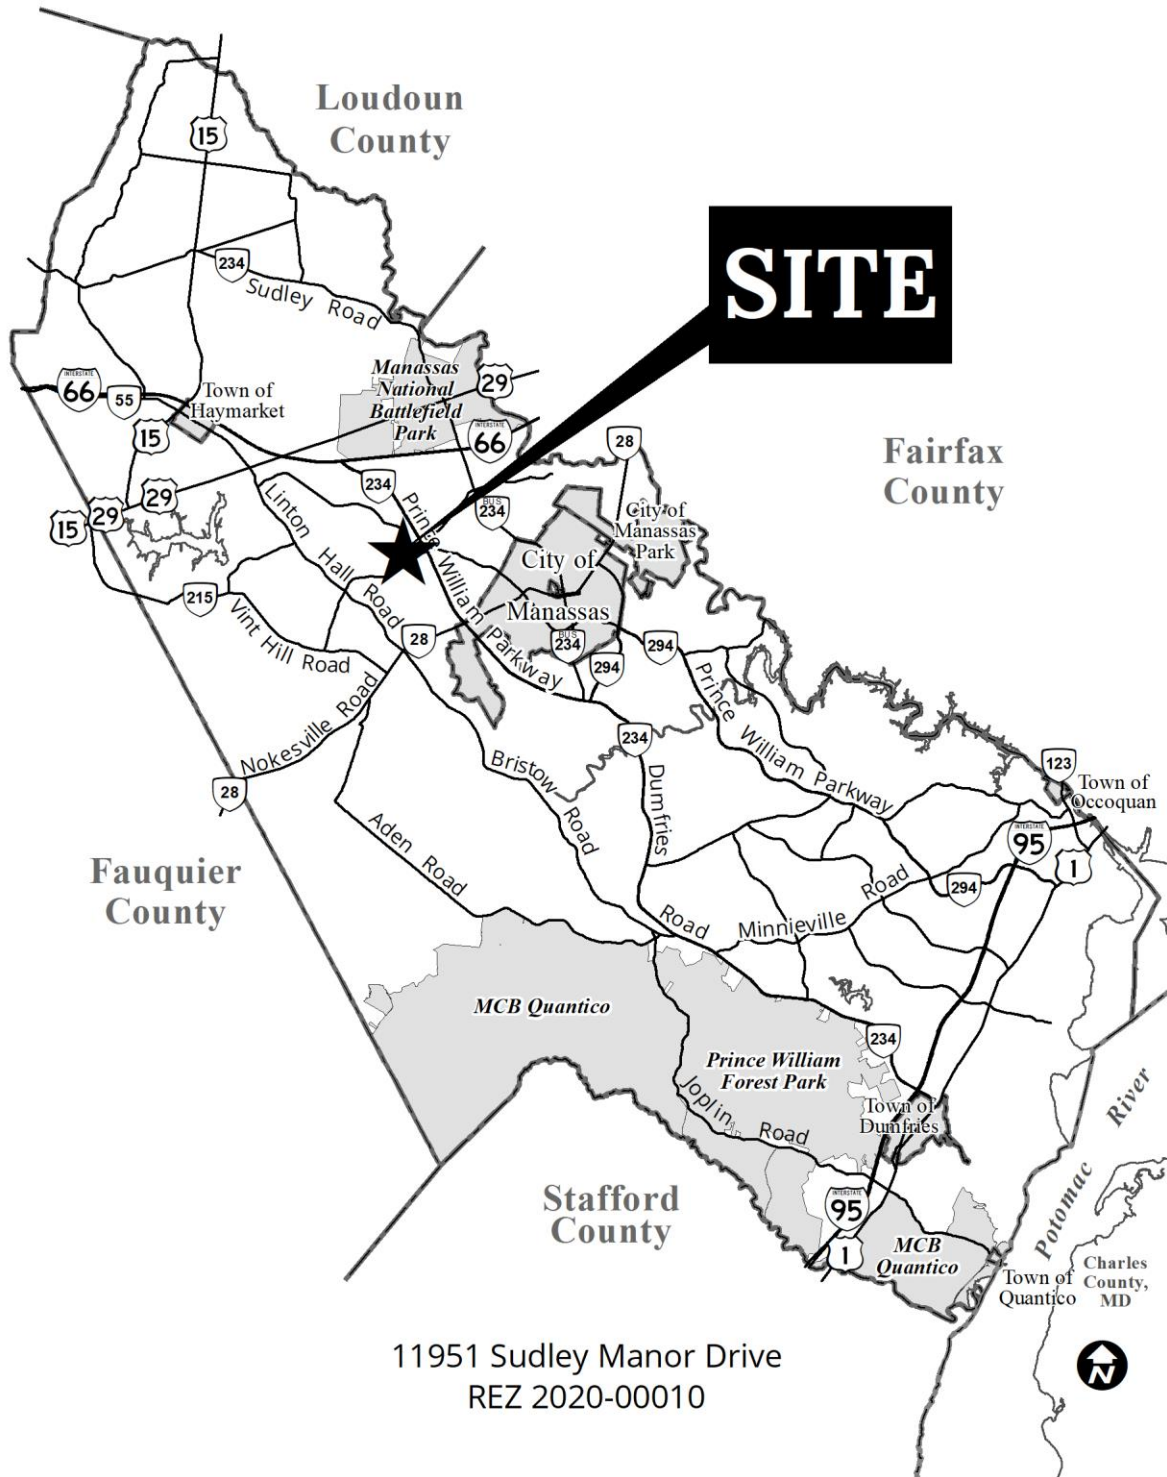 Loudoun
County
15
SITE
234
Sudley Road
Manassas
National
Battlefield
Park
29
INTERSTATE
66
55
Town of
Haymarket
15
INTERSTATE
66
28
Fairfax
County
234
BUS
234
City of
Manassas
Park
29
29
15
Linton Hall Road
Prince William Parkway
City of
Manassas
215
Vint Hill Road
28
BUS
234
294
294
Prince William Parkway
Nokesville Road
28
234
Bristow Road
Dumfries Road
123
Town of
Occoquan
INTERSTATE
95
1
Aden Road
Fauquier
County
294
Minnieville Road
MCB Quantico
234
Prince William
Forest Park
Joplin Road
Town of
Dumfries
Potomac River
Stafford
County
INTERSTATE
95
1
MCB
Quantico
Town of
Quantico
Charles
County,
MD
11951 Sudley Manor Drive
REZ 2020-00010
N